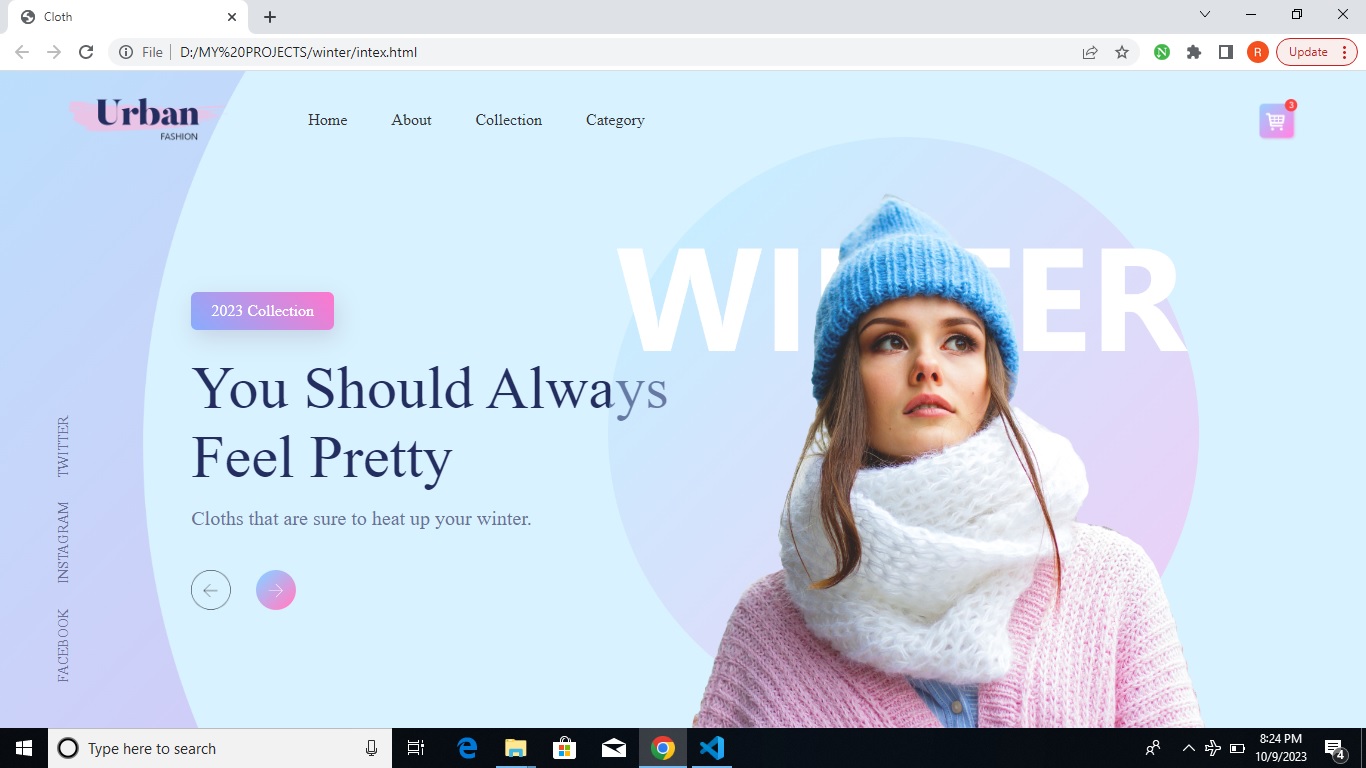 Cloth
File
D:/MY%20PROJECTS/winter/intex.html
R
Update
Urban
FASHION
Home
About
Collection
Category
3
WINTER
2023 Collection
You Should Always
Feel Pretty
Cloths that are sure to heat up your winter.
TWITTER
INSTAGRAM
FACEBOOK
Type here to search
8:24 PM
10/9/2023
4